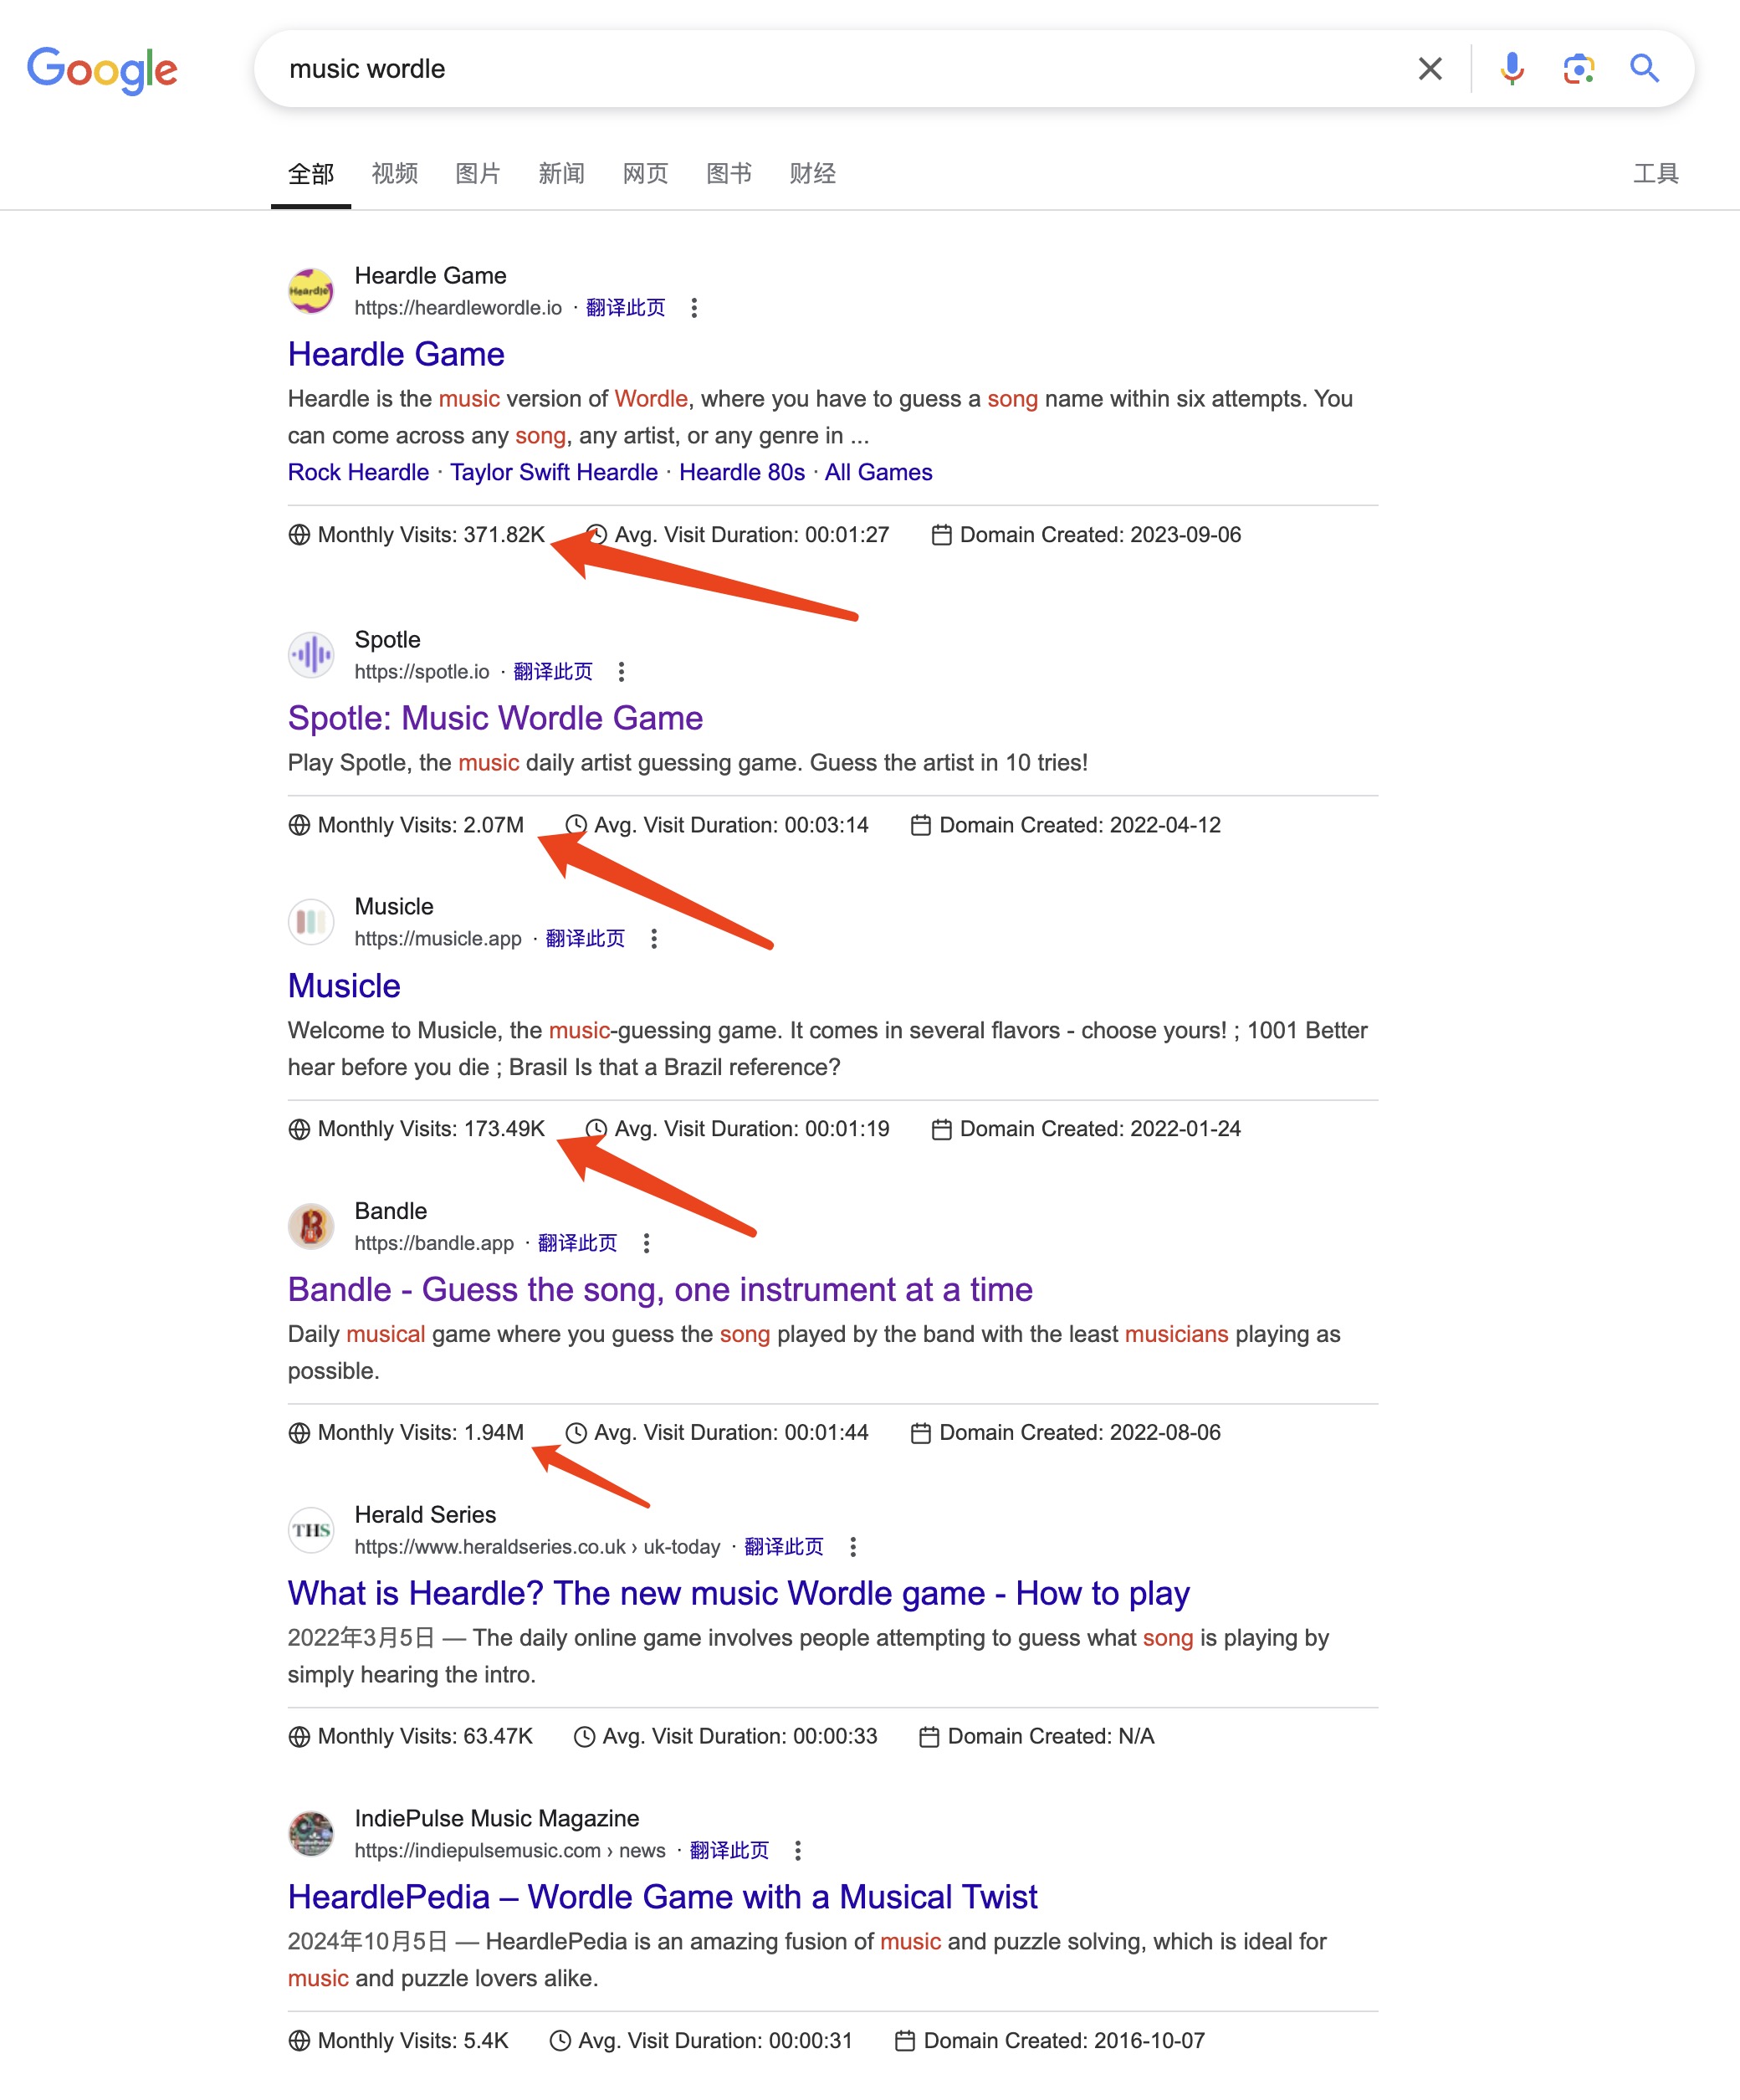 Google
music wordle
全部 视频 图片 新闻 网页 图书 财经 工具
Heardle
Heardle Game
https://heardlewordle.io · 翻译此页
Heardle Game
Heardle is the music version of Wordle, where you have to guess a song name within six attempts. You
can come across any song, any artist, or any genre in ...
Rock Heardle · Taylor Swift Heardle · Heardle 80s · All Games
Monthly Visits: 371.82K Avg. Visit Duration: 00:01:27 Domain Created: 2023-09-06
Spotle
https://spotle.io · 翻译此页
Spotle: Music Wordle Game
Play Spotle, the music daily artist guessing game. Guess the artist in 10 tries!
Monthly Visits: 2.07M Avg. Visit Duration: 00:03:14 Domain Created: 2022-04-12
Musicle
https://musicle.app · 翻译此页
Musicle
Welcome to Musicle, the music-guessing game. It comes in several flavors - choose yours! ; 1001 Better
hear before you die ; Brasil Is that a Brazil reference?
Monthly Visits: 173.49K Avg. Visit Duration: 00:01:19 Domain Created: 2022-01-24
B
Bandle
https://bandle.app · 翻译此页
Bandle - Guess the song, one instrument at a time
Daily musical game where you guess the song played by the band with the least musicians playing as
possible.
Monthly Visits: 1.94M Avg. Visit Duration: 00:01:44 Domain Created: 2022-08-06
THS
Herald Series
https://www.heraldseries.co.uk › uk-today · 翻译此页
What is Heardle? The new music Wordle game - How to play
2022年3月5日 — The daily online game involves people attempting to guess what song is playing by
simply hearing the intro.
Monthly Visits: 63.47K Avg. Visit Duration: 00:00:33 Domain Created: N/A
IndiePulse Music Magazine
https://indiepulsemusic.com › news · 翻译此页
HeardlePedia – Wordle Game with a Musical Twist
2024年10月5日 — HeardlePedia is an amazing fusion of music and puzzle solving, which is ideal for
music and puzzle lovers alike.
Monthly Visits: 5.4K Avg. Visit Duration: 00:00:31 Domain Created: 2016-10-07